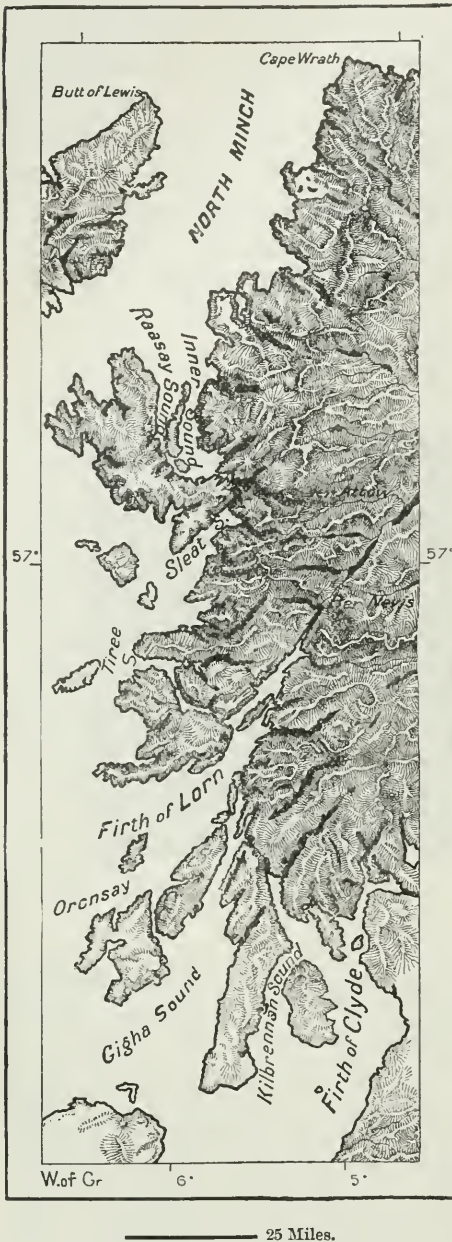 Cape Wrath
Butt of Lewis
NORTH MINCH
Inner Sound
Raasay Sound
57°
Sleat S.
57°
Ben Nevis
Tiree S.
Firth of Lorn
Oronsay
Gigha Sound
Kilbrennan Sound
Firth of Clyde
W. of Gr 6° 5°
25 Miles.